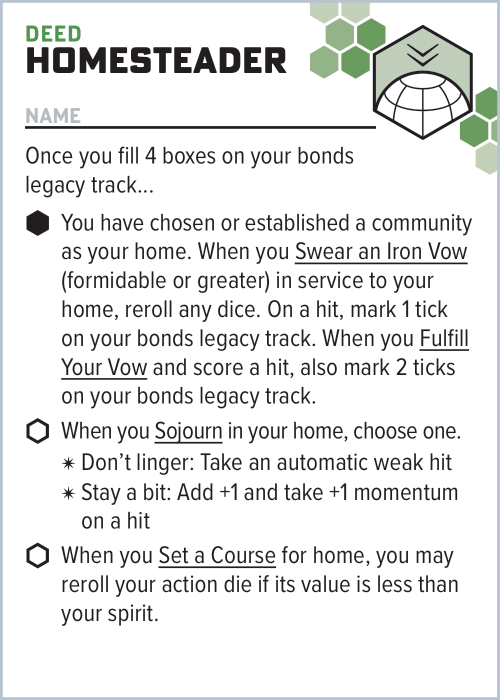 DEED
HOMESTEADER
NAME
Once you fill 4 boxes on your bonds
legacy track...
You have chosen or established a community
as your home. When you Swear an Iron Vow
(formidable or greater) in service to your
home, reroll any dice. On a hit, mark 1 tick
on your bonds legacy track. When you Fulfill
Your Vow and score a hit, also mark 2 ticks
on your bonds legacy track.
When you Sojourn in your home, choose one.
✴ Don’t linger: Take an automatic weak hit
✴ Stay a bit: Add +1 and take +1 momentum
on a hit
When you Set a Course for home, you may
reroll your action die if its value is less than
your spirit.